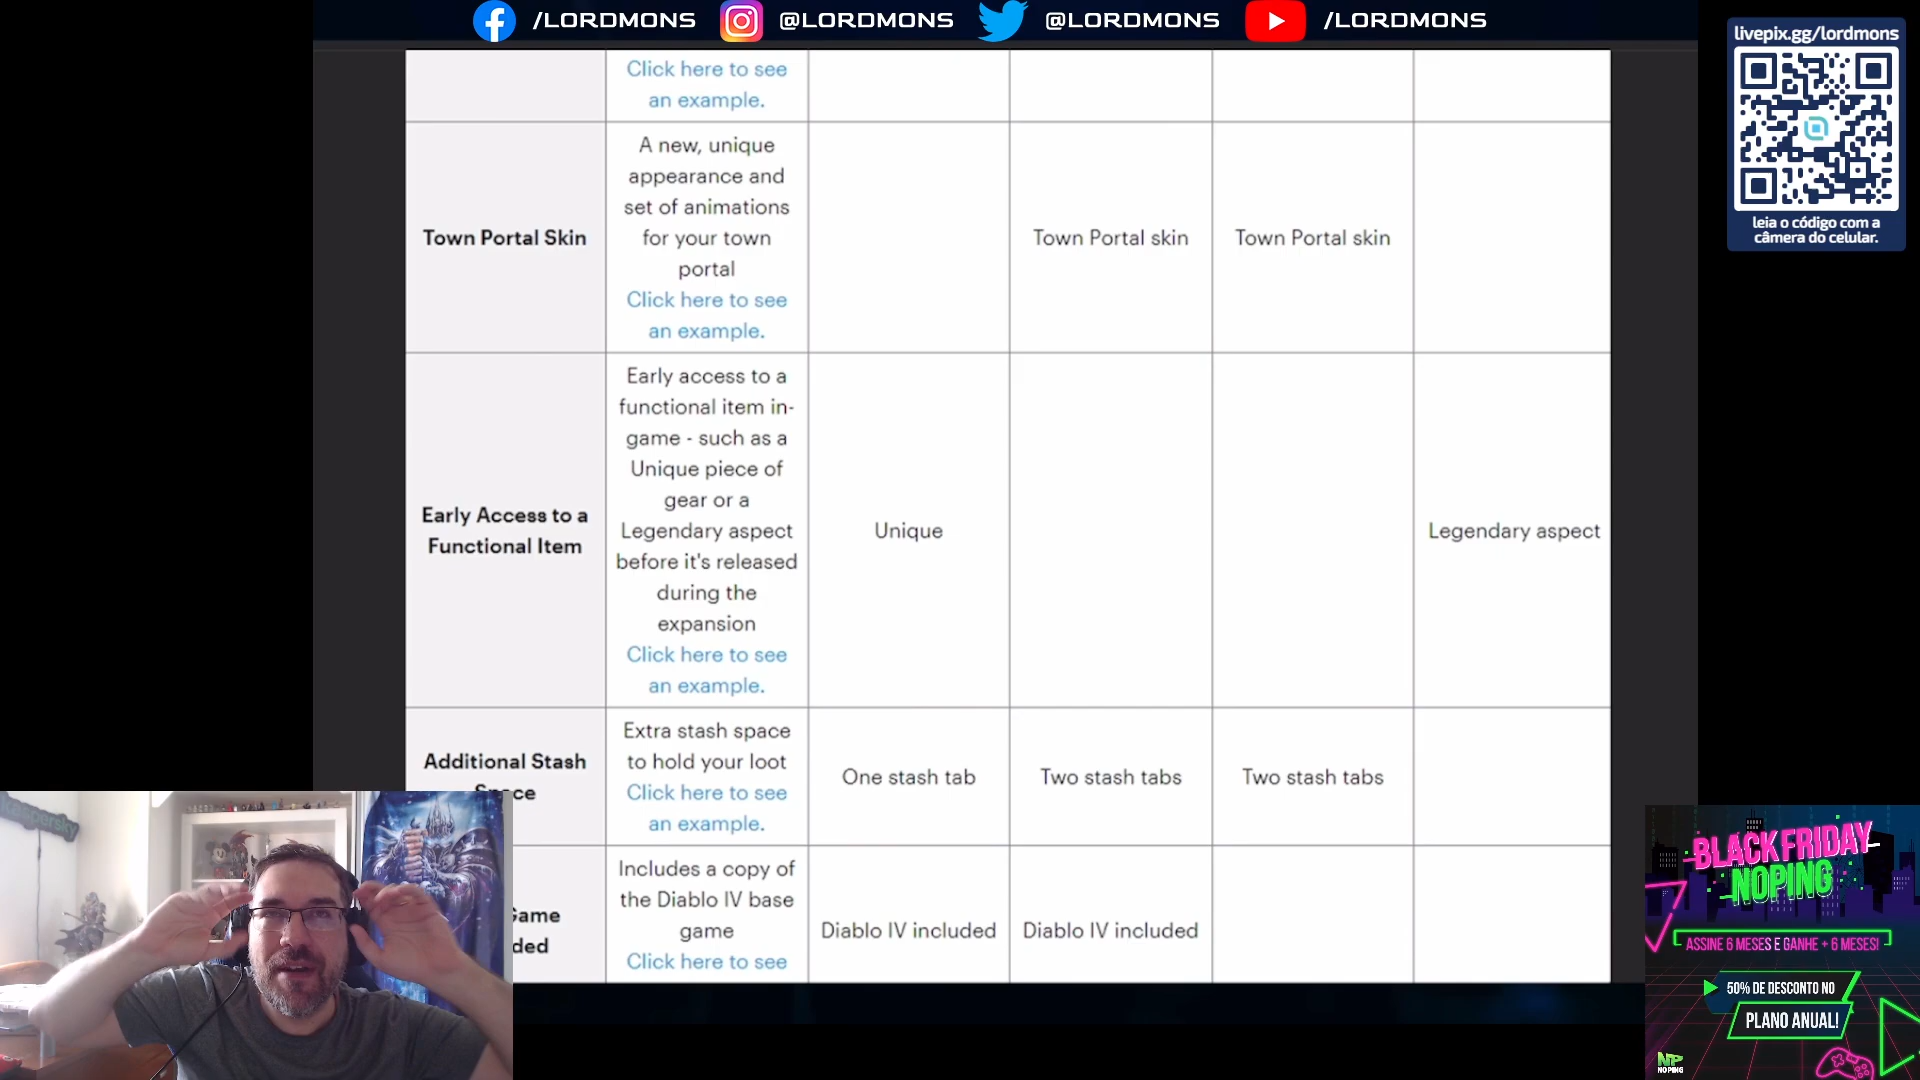 /LORDMONS
@LORDMONS
@LORDMONS
/LORDMONS
livepix.gg/lordmons
leia o código com a
câmera do celular.
Click here to see
an example.
Town Portal Skin
A new, unique
appearance and
set of animations
for your town
portal
Click here to see
an example.
Town Portal skin
Town Portal skin
Early Access to a
Functional Item
Early access to a
functional item in-
game - such as a
Unique piece of
gear or a
Legendary aspect
before it's released
during the
expansion
Click here to see
an example.
Unique
Legendary aspect
Additional Stash
Space
Extra stash space
to hold your loot
Click here to see
an example.
One stash tab
Two stash tabs
Two stash tabs
Game
ded
Includes a copy of
the Diablo IV base
game
Click here to see
Diablo IV included
Diablo IV included
kaspersky
BLACK FRIDAY
NOPING
ASSINE 6 MESES E GANHE + 6 MESES!
50% DE DESCONTO NO
PLANO ANUAL!
NP
NOPING